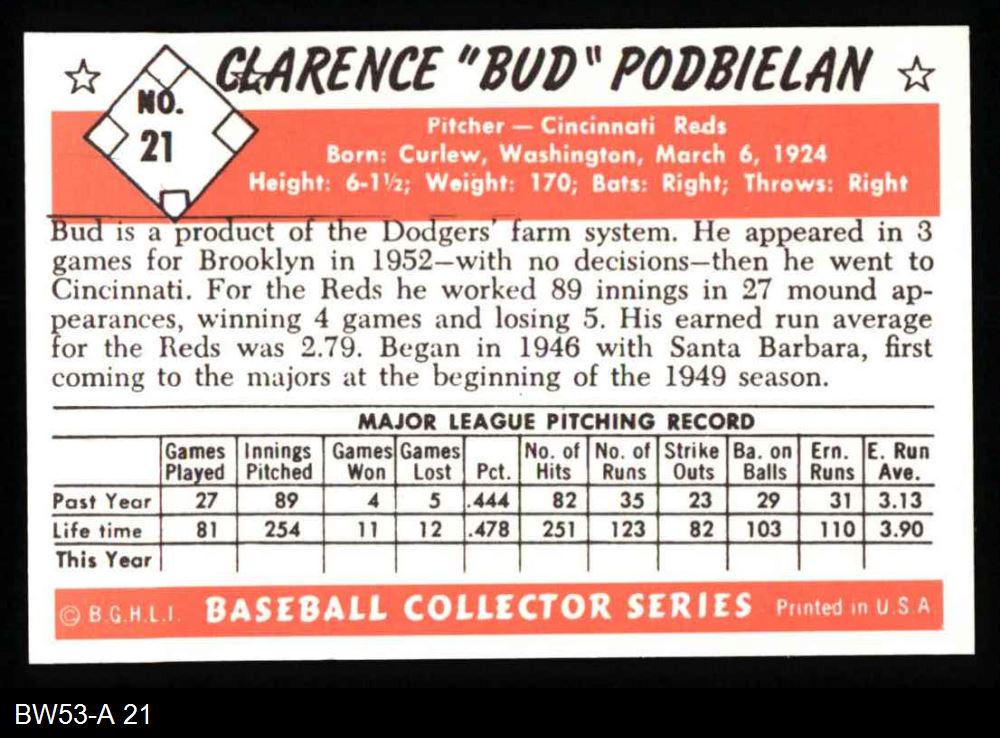 CLARENCE "BUD" PODBIELAN
NO.
21
Pitcher — Cincinnati Reds
Born: Curlew, Washington, March 6, 1924
Height: 6-1½; Weight: 170; Bats: Right; Throws: Right
Bud is a product of the Dodgers' farm system. He appeared in 3
games for Brooklyn in 1952—with no decisions—then he went to
Cincinnati. For the Reds he worked 89 innings in 27 mound ap-
pearances, winning 4 games and losing 5. His earned run average
for the Reds was 2.79. Began in 1946 with Santa Barbara, first
coming to the majors at the beginning of the 1949 season.
MAJOR LEAGUE PITCHING RECORD
Games Innings Games Games No. of No. of Strike Ba. on Ern. E. Run
Played Pitched Won Lost Pct. Hits Runs Outs Balls Runs Ave.
Past Year 27 89 4 5 .444 82 35 23 29 31 3.13
Life time 81 254 11 12 .478 251 123 82 103 110 3.90
This Year
© B.G.H.L.I. BASEBALL COLLECTOR SERIES Printed in U.S A
BW53-A 21